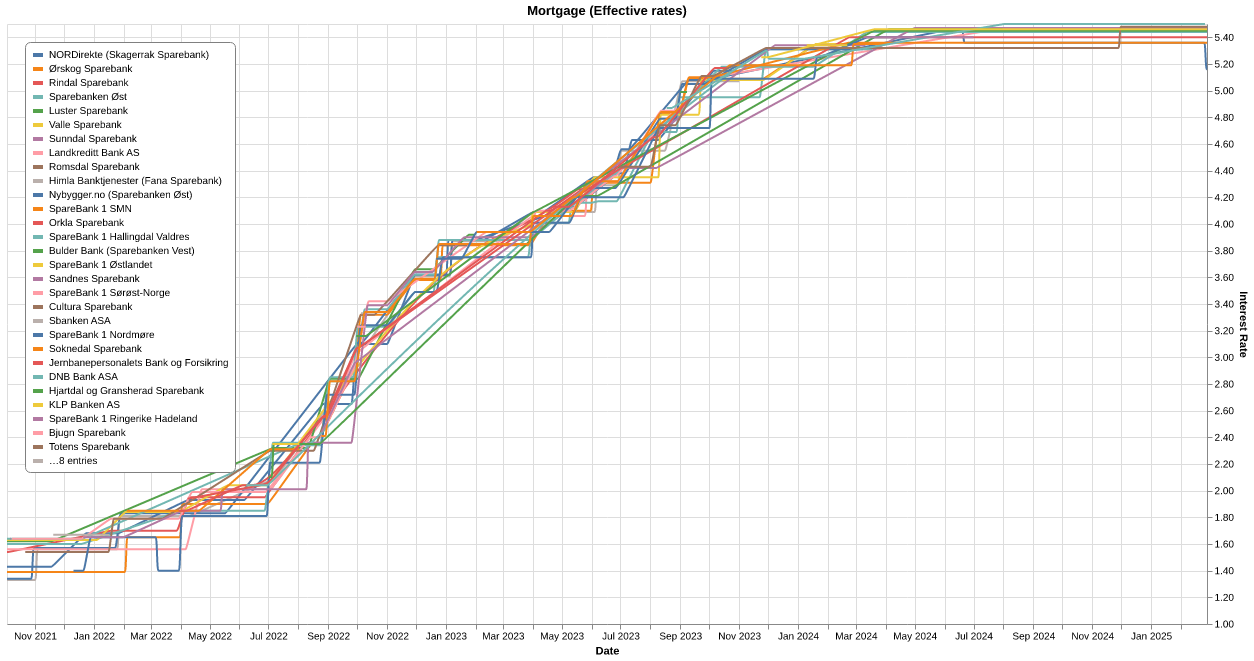 Mortgage (Effective rates)
NORDirekte (Skagerrak Sparebank)
Ørskog Sparebank
Rindal Sparebank
Sparebanken Øst
Luster Sparebank
Valle Sparebank
Sunndal Sparebank
Landkreditt Bank AS
Romsdal Sparebank
Himla Banktjenester (Fana Sparebank)
Nybygger.no (Sparebanken Øst)
SpareBank 1 SMN
Orkla Sparebank
SpareBank 1 Hallingdal Valdres
Bulder Bank (Sparebanken Vest)
SpareBank 1 Østlandet
Sandnes Sparebank
SpareBank 1 Sørøst-Norge
Cultura Sparebank
Sbanken ASA
SpareBank 1 Nordmøre
Soknedal Sparebank
Jernbanepersonalets Bank og Forsikring
DNB Bank ASA
Hjartdal og Gransherad Sparebank
KLP Banken AS
SpareBank 1 Ringerike Hadeland
Bjugn Sparebank
Totens Sparebank
…8 entries
5.40
5.20
5.00
4.80
4.60
4.40
4.20
4.00
3.80
3.60
3.40
3.20
3.00
2.80
2.60
2.40
2.20
2.00
1.80
1.60
1.40
1.20
1.00
Interest Rate
Nov 2021 Jan 2022 Mar 2022 May 2022 Jul 2022 Sep 2022 Nov 2022 Jan 2023 Mar 2023 May 2023 Jul 2023 Sep 2023 Nov 2023 Jan 2024 Mar 2024 May 2024 Jul 2024 Sep 2024 Nov 2024 Jan 2025
Date